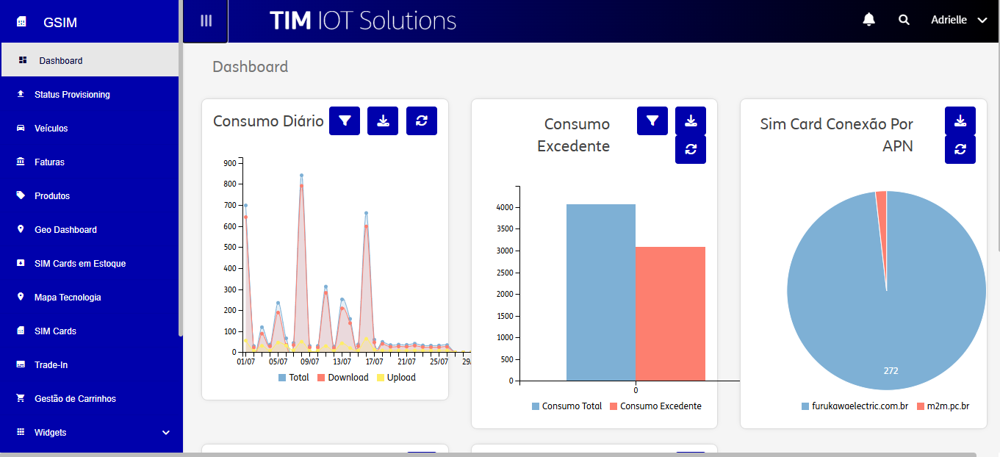 GSIM
TIM IOT Solutions
Adrielle
Dashboard
Status Provisioning
Veículos
Faturas
Produtos
Geo Dashboard
SIM Cards em Estoque
Mapa Tecnologia
SIM Cards
Trade-In
Gestão de Carrinhos
Widgets
Dashboard
Consumo Diário
900
800
700
600
500
400
300
200
100
0
01/07 05/07 09/07 13/07 17/07 21/07 25/07 29
Total Download Upload
Consumo
Excedente
4000
3500
3000
2500
2000
1500
1000
500
0
0
Consumo Total Consumo Excedente
Sim Card Conexão Por
APN
272
furukawaelectric.com.br m2m.pc.br